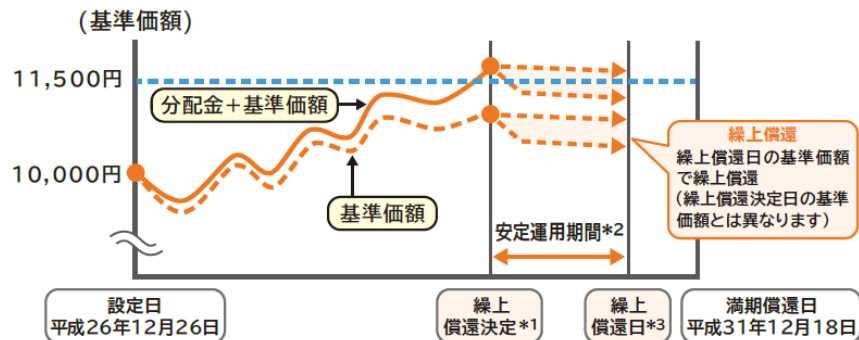 (基準価額)
11,500円
分配金+基準価額
10,000円
基準価額
繰上償還
繰上償還日の基準価額
で繰上償還
(繰上償還決定日の基準
価額とは異なります)
安定運用期間*2
設定日
平成26年12月26日
繰上
償還決定*1
繰上
償還日*3
満期償還日
平成31年12月18日